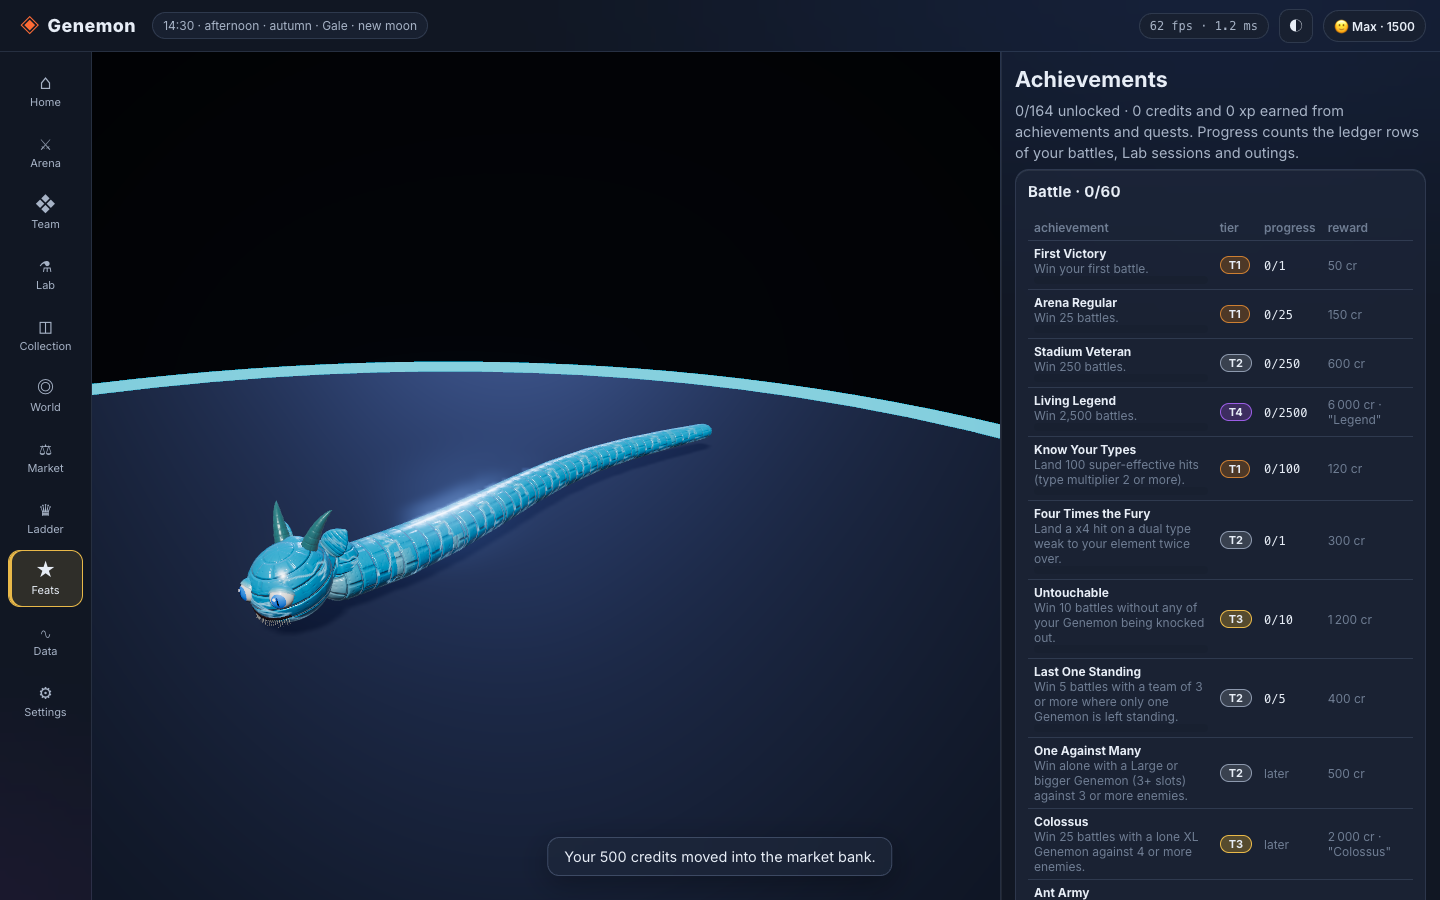 Genemon
14:30 · afternoon · autumn · Gale · new moon
62 fps · 1.2 ms
Max · 1500
Home
Arena
Team
Lab
Collection
World
Market
Ladder
Feats
Data
Settings
Your 500 credits moved into the market bank.
Achievements
0/164 unlocked · 0 credits and 0 xp earned from
achievements and quests. Progress counts the ledger rows
of your battles, Lab sessions and outings.
Battle · 0/60
achievement tier progress reward
First Victory
Win your first battle.
T1 0/1 50 cr
Arena Regular
Win 25 battles.
T1 0/25 150 cr
Stadium Veteran
Win 250 battles.
T2 0/250 600 cr
Living Legend
Win 2,500 battles.
T4 0/2500 6 000 cr ·
"Legend"
Know Your Types
Land 100 super-effective hits
(type multiplier 2 or more).
T1 0/100 120 cr
Four Times the Fury
Land a x4 hit on a dual type
weak to your element twice
over.
T2 0/1 300 cr
Untouchable
Win 10 battles without any of
your Genemon being knocked
out.
T3 0/10 1 200 cr
Last One Standing
Win 5 battles with a team of 3
or more where only one
Genemon is left standing.
T2 0/5 400 cr
One Against Many
Win alone with a Large or
bigger Genemon (3+ slots)
against 3 or more enemies.
T2 later 500 cr
Colossus
Win 25 battles with a lone XL
Genemon against 4 or more
enemies.
T3 later 2 000 cr ·
"Colossus"
Ant Army